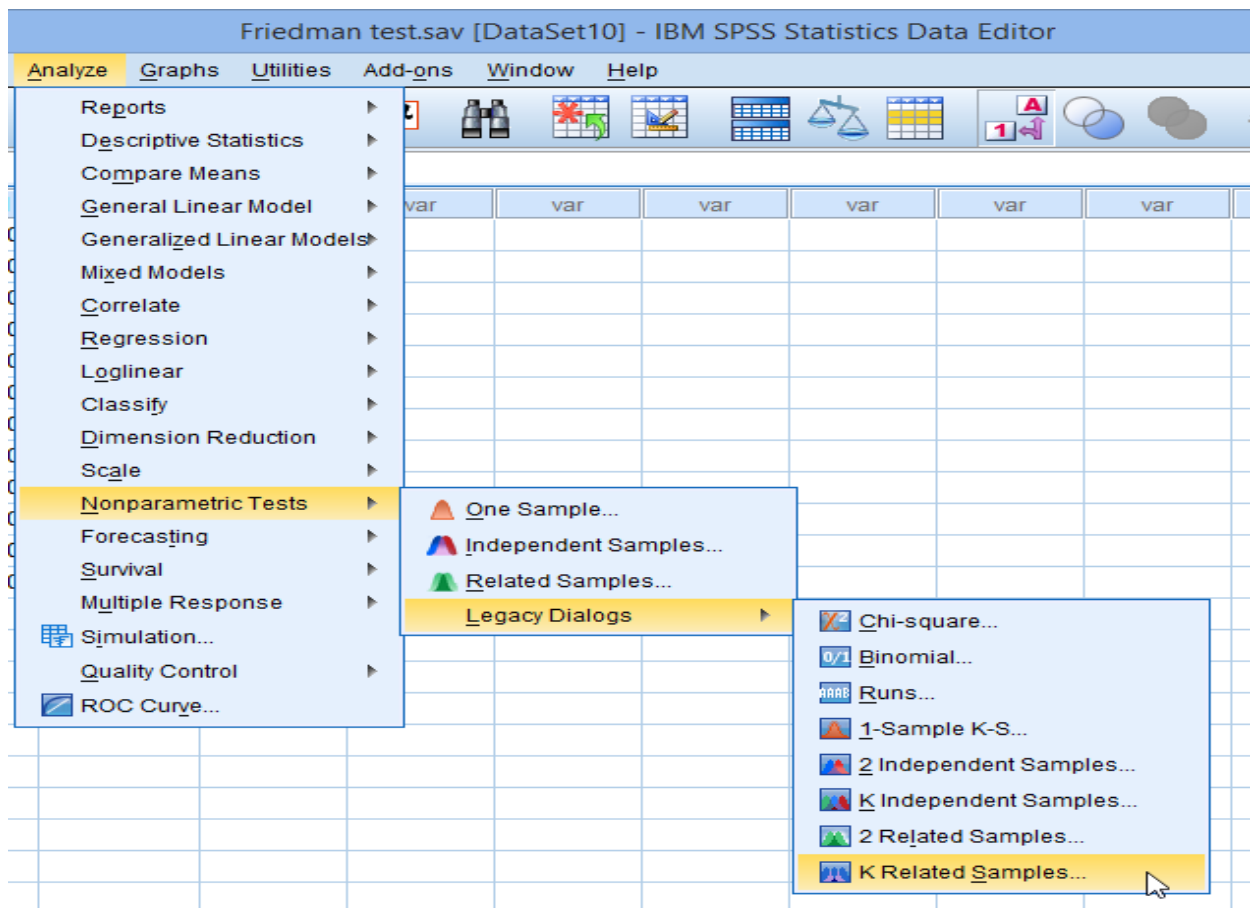 Friedman test.sav [DataSet10] - IBM SPSS Statistics Data Editor
Analyze Graphs Utilities Add-ons Window Help
Reports
Descriptive Statistics
Compare Means
General Linear Model
Generalized Linear Models
Mixed Models
Correlate
Regression
Loglinear
Classify
Dimension Reduction
Scale
Nonparametric Tests
Forecasting
Survival
Multiple Response
Simulation...
Quality Control
ROC Curve...
A
1
var var var var var var
One Sample...
Independent Samples...
Related Samples...
Legacy Dialogs
Chi-square...
0/1 Binomial...
AAAB Runs...
1-Sample K-S...
2 Independent Samples...
K Independent Samples...
2 Related Samples...
K Related Samples...